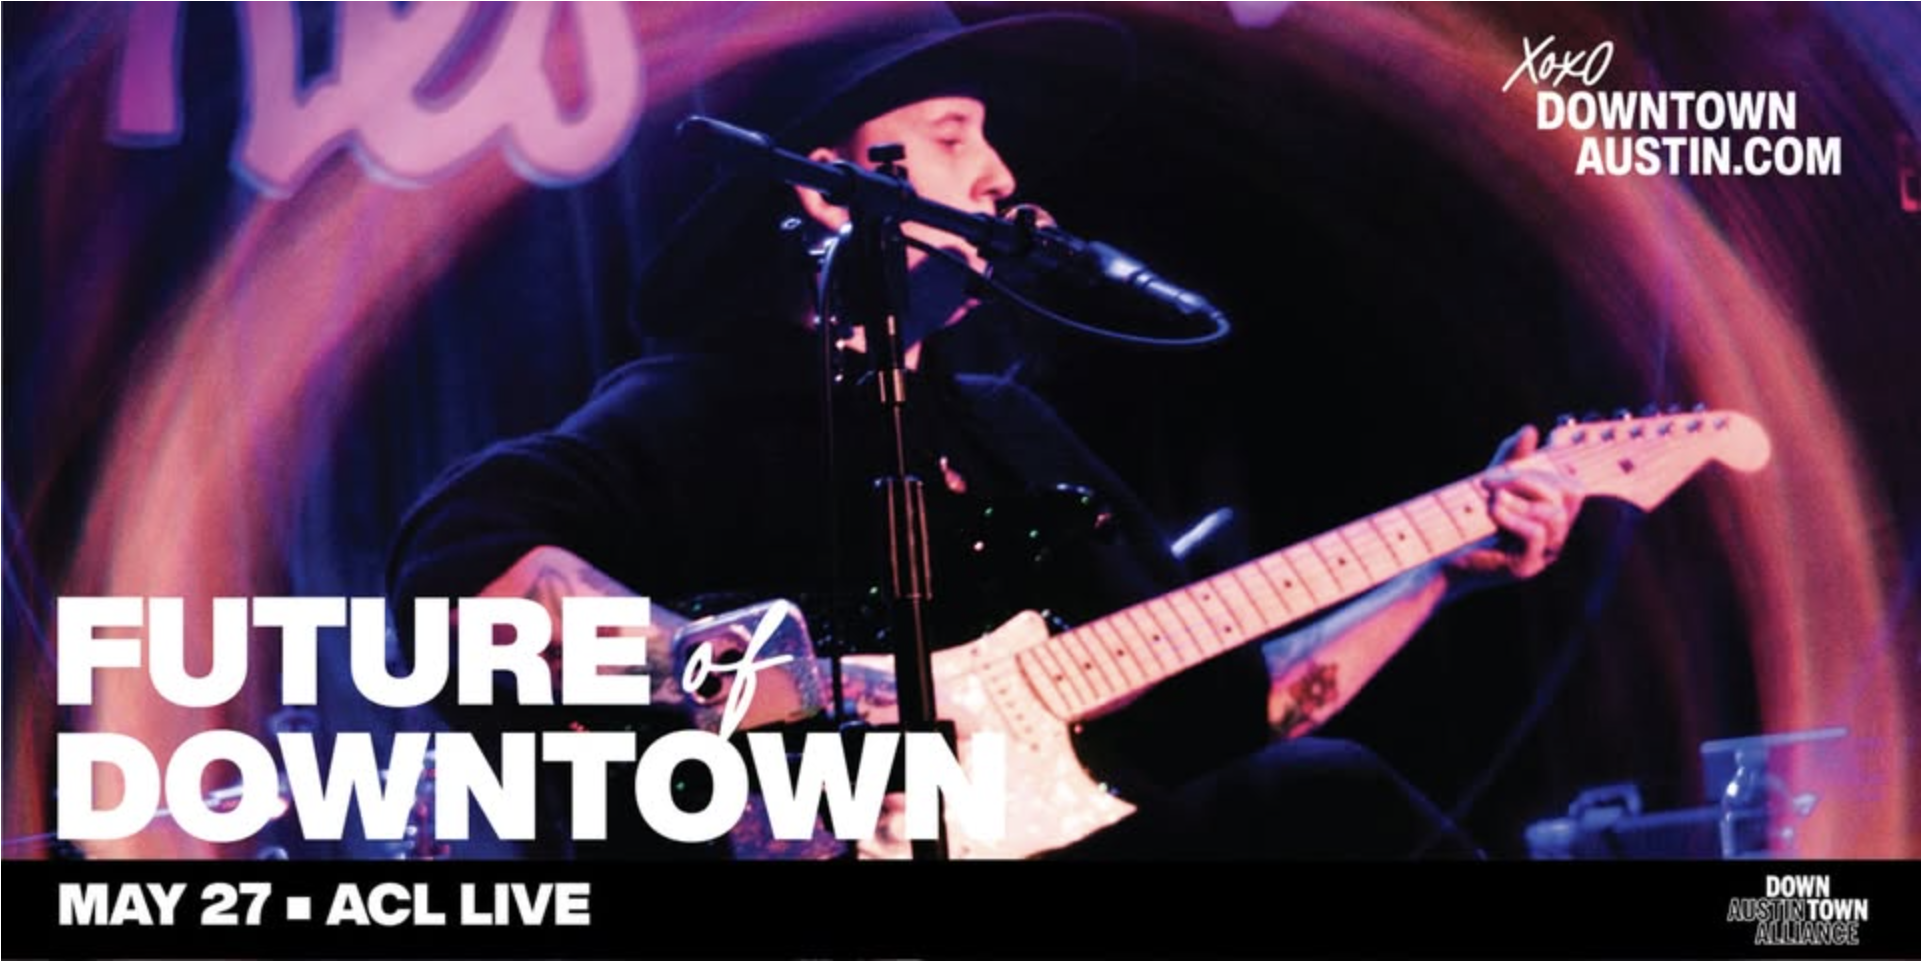 Xoxo
DOWNTOWN
AUSTIN.COM
FUTURE of
DOWNTOWN
MAY 27 ▪ ACL LIVE
DOWN
AUSTIN TOWN
ALLIANCE